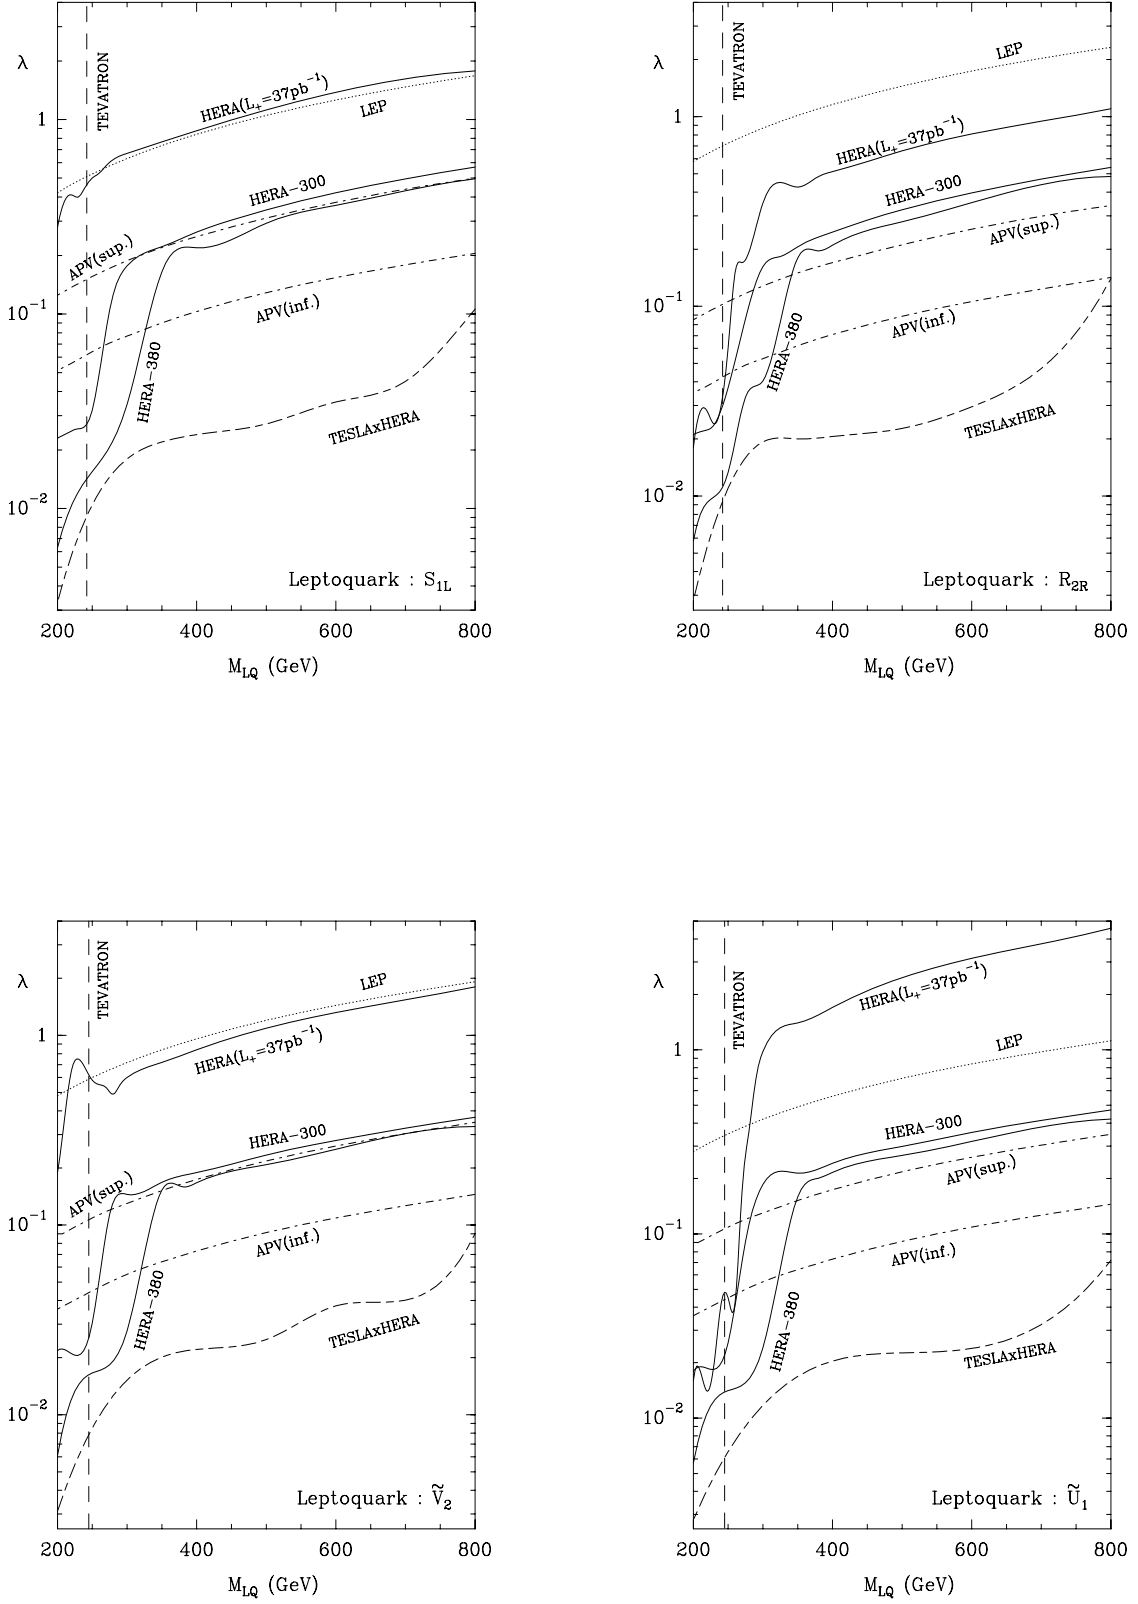 λ
TEVATRON
HERA(L₊=37pb⁻¹)
LEP
1
HERA-300
APV(sup.)
10⁻¹
APV(inf.)
HERA-380
TESLAxHERA
10⁻²
Leptoquark : S₁L
200 400 600 800
M_LQ (GeV)
λ
TEVATRON
LEP
1
HERA(L₊=37pb⁻¹)
HERA-300
APV(sup.)
10⁻¹
APV(inf.)
HERA-380
TESLAxHERA
10⁻²
Leptoquark : R₂R
200 400 600 800
M_LQ (GeV)
λ
TEVATRON
LEP
1
HERA(L₊=37pb⁻¹)
HERA-300
APV(sup.)
10⁻¹
APV(inf.)
HERA-380
TESLAxHERA
10⁻²
Leptoquark : Ṽ₂
200 400 600 800
M_LQ (GeV)
λ
TEVATRON
HERA(L₊=37pb⁻¹)
LEP
1
HERA-300
APV(sup.)
10⁻¹
APV(inf.)
HERA-380
TESLAxHERA
10⁻²
Leptoquark : Ũ₁
200 400 600 800
M_LQ (GeV)